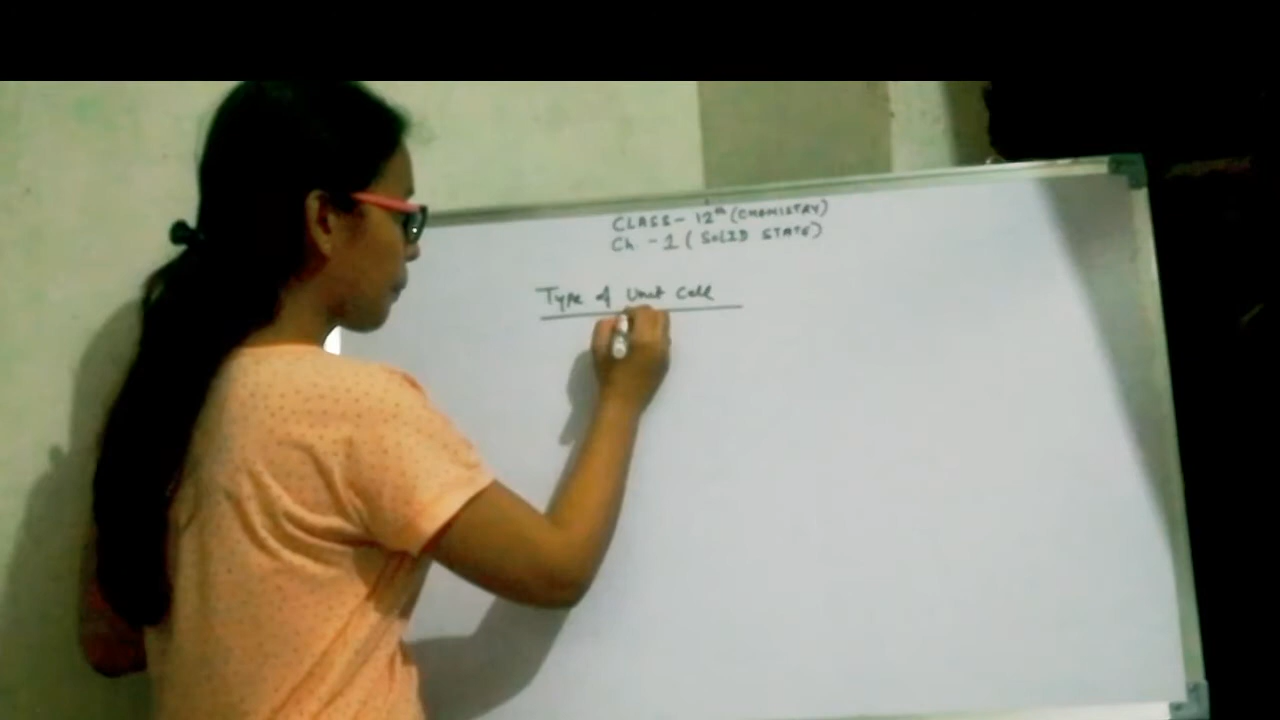 CLASS- 12th (CHEMISTRY)
Ch - 1 ( SOLID STATE)
Type of Unit Cell